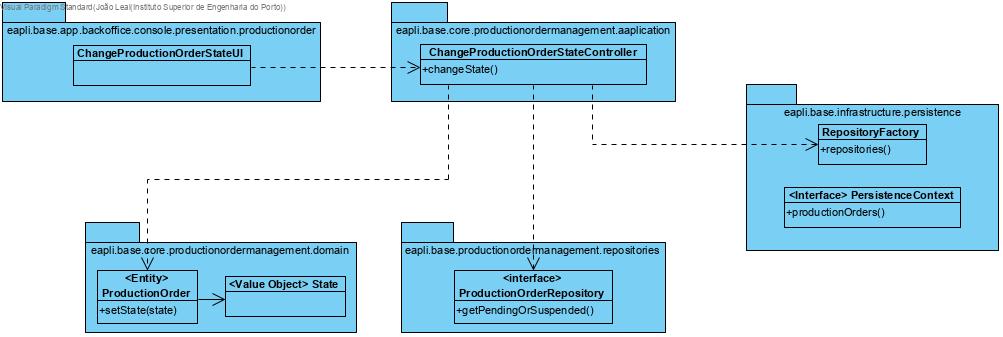 Visual Paradigm Standard(João Leal(Instituto Superior de Engenharia do Porto))
eapli.base.app.backoffice.console.presentation.productionorder
ChangeProductionOrderStateUI
eapli.base.core.productionordermanagement.aaplication
ChangeProductionOrderStateController
+changeState()
eapli.base.infrastructure.persistence
RepositoryFactory
+repositories()
<Interface> PersistenceContext
+productionOrders()
eapli.base.core.productionordermanagement.domain
<Entity>
ProductionOrder
+setState(state)
<Value Object> State
eapli.base.productionordermanagement.repositories
<interface>
ProductionOrderRepository
+getPendingOrSuspended()